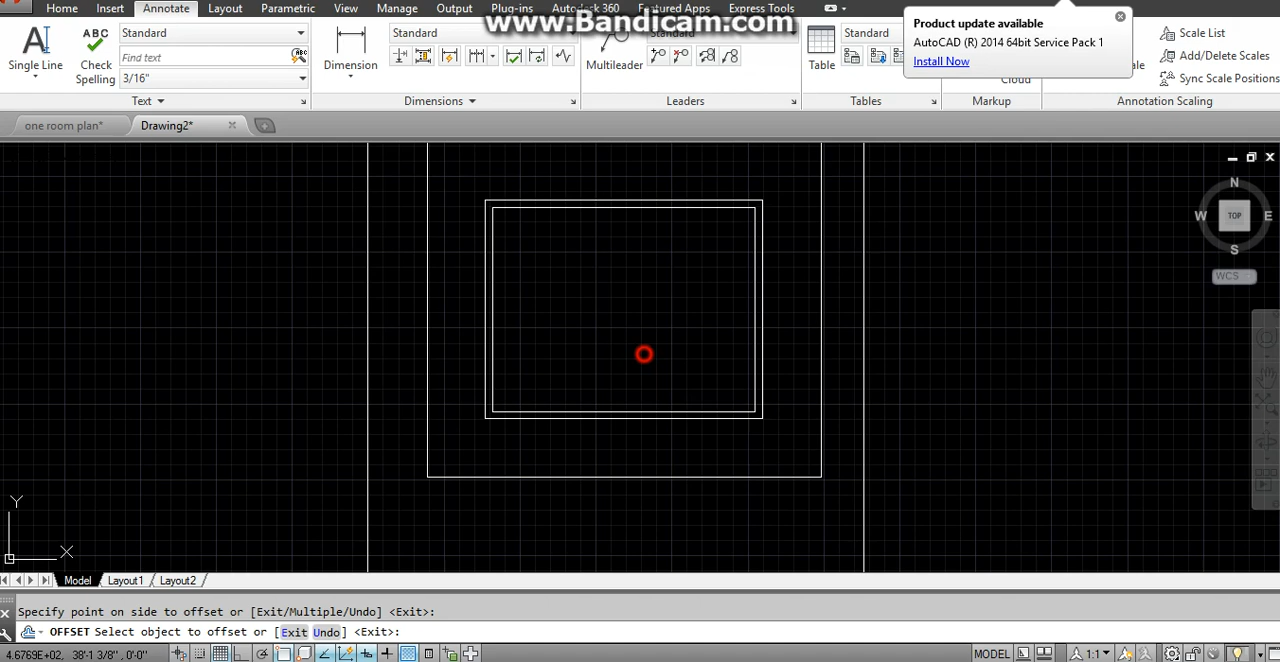 Home Insert Annotate Layout Parametric View Manage Output Plug-ins Autodesk 360 Featured Apps Express Tools
www.Bandicam.com
Product update available
AutoCAD (R) 2014 64bit Service Pack 1
Install Now
Single Line
ABC
Check
Spelling
Standard
Find text
3/16"
Text
Dimension
Standard
Dimensions
Multileader
Standard
Leaders
Table
Standard
Tables
Cloud
Markup
Scale List
Add/Delete Scales
Sync Scale Positions
Annotation Scaling
one room plan*
Drawing2*
N
W TOP E
S
WCS
Y
X
Model Layout1 Layout2
Specify point on side to offset or [Exit/Multiple/Undo] <Exit>:
OFFSET Select object to offset or [Exit Undo] <Exit>:
4.6769E+02, 38'-1 3/8" ,0'-0"
MODEL
1:1